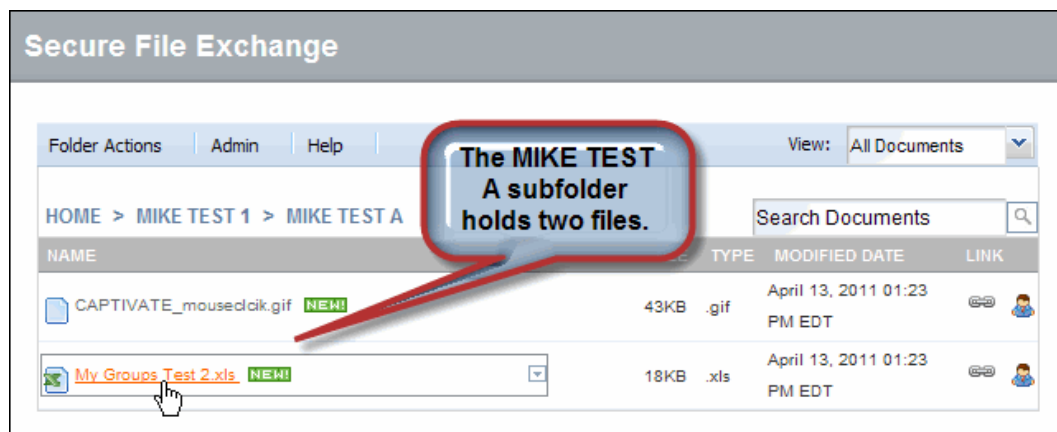 Secure File Exchange
Folder Actions Admin Help View: All Documents
The MIKE TEST
A subfolder
holds two files.
HOME > MIKE TEST 1 > MIKE TEST A Search Documents
NAME TYPE MODIFIED DATE LINK
CAPTIVATE_mousedcik.gif NEW! 43KB .gif April 13, 2011 01:23
PM EDT
My Groups Test 2.xls NEW! 18KB .xls April 13, 2011 01:23
PM EDT